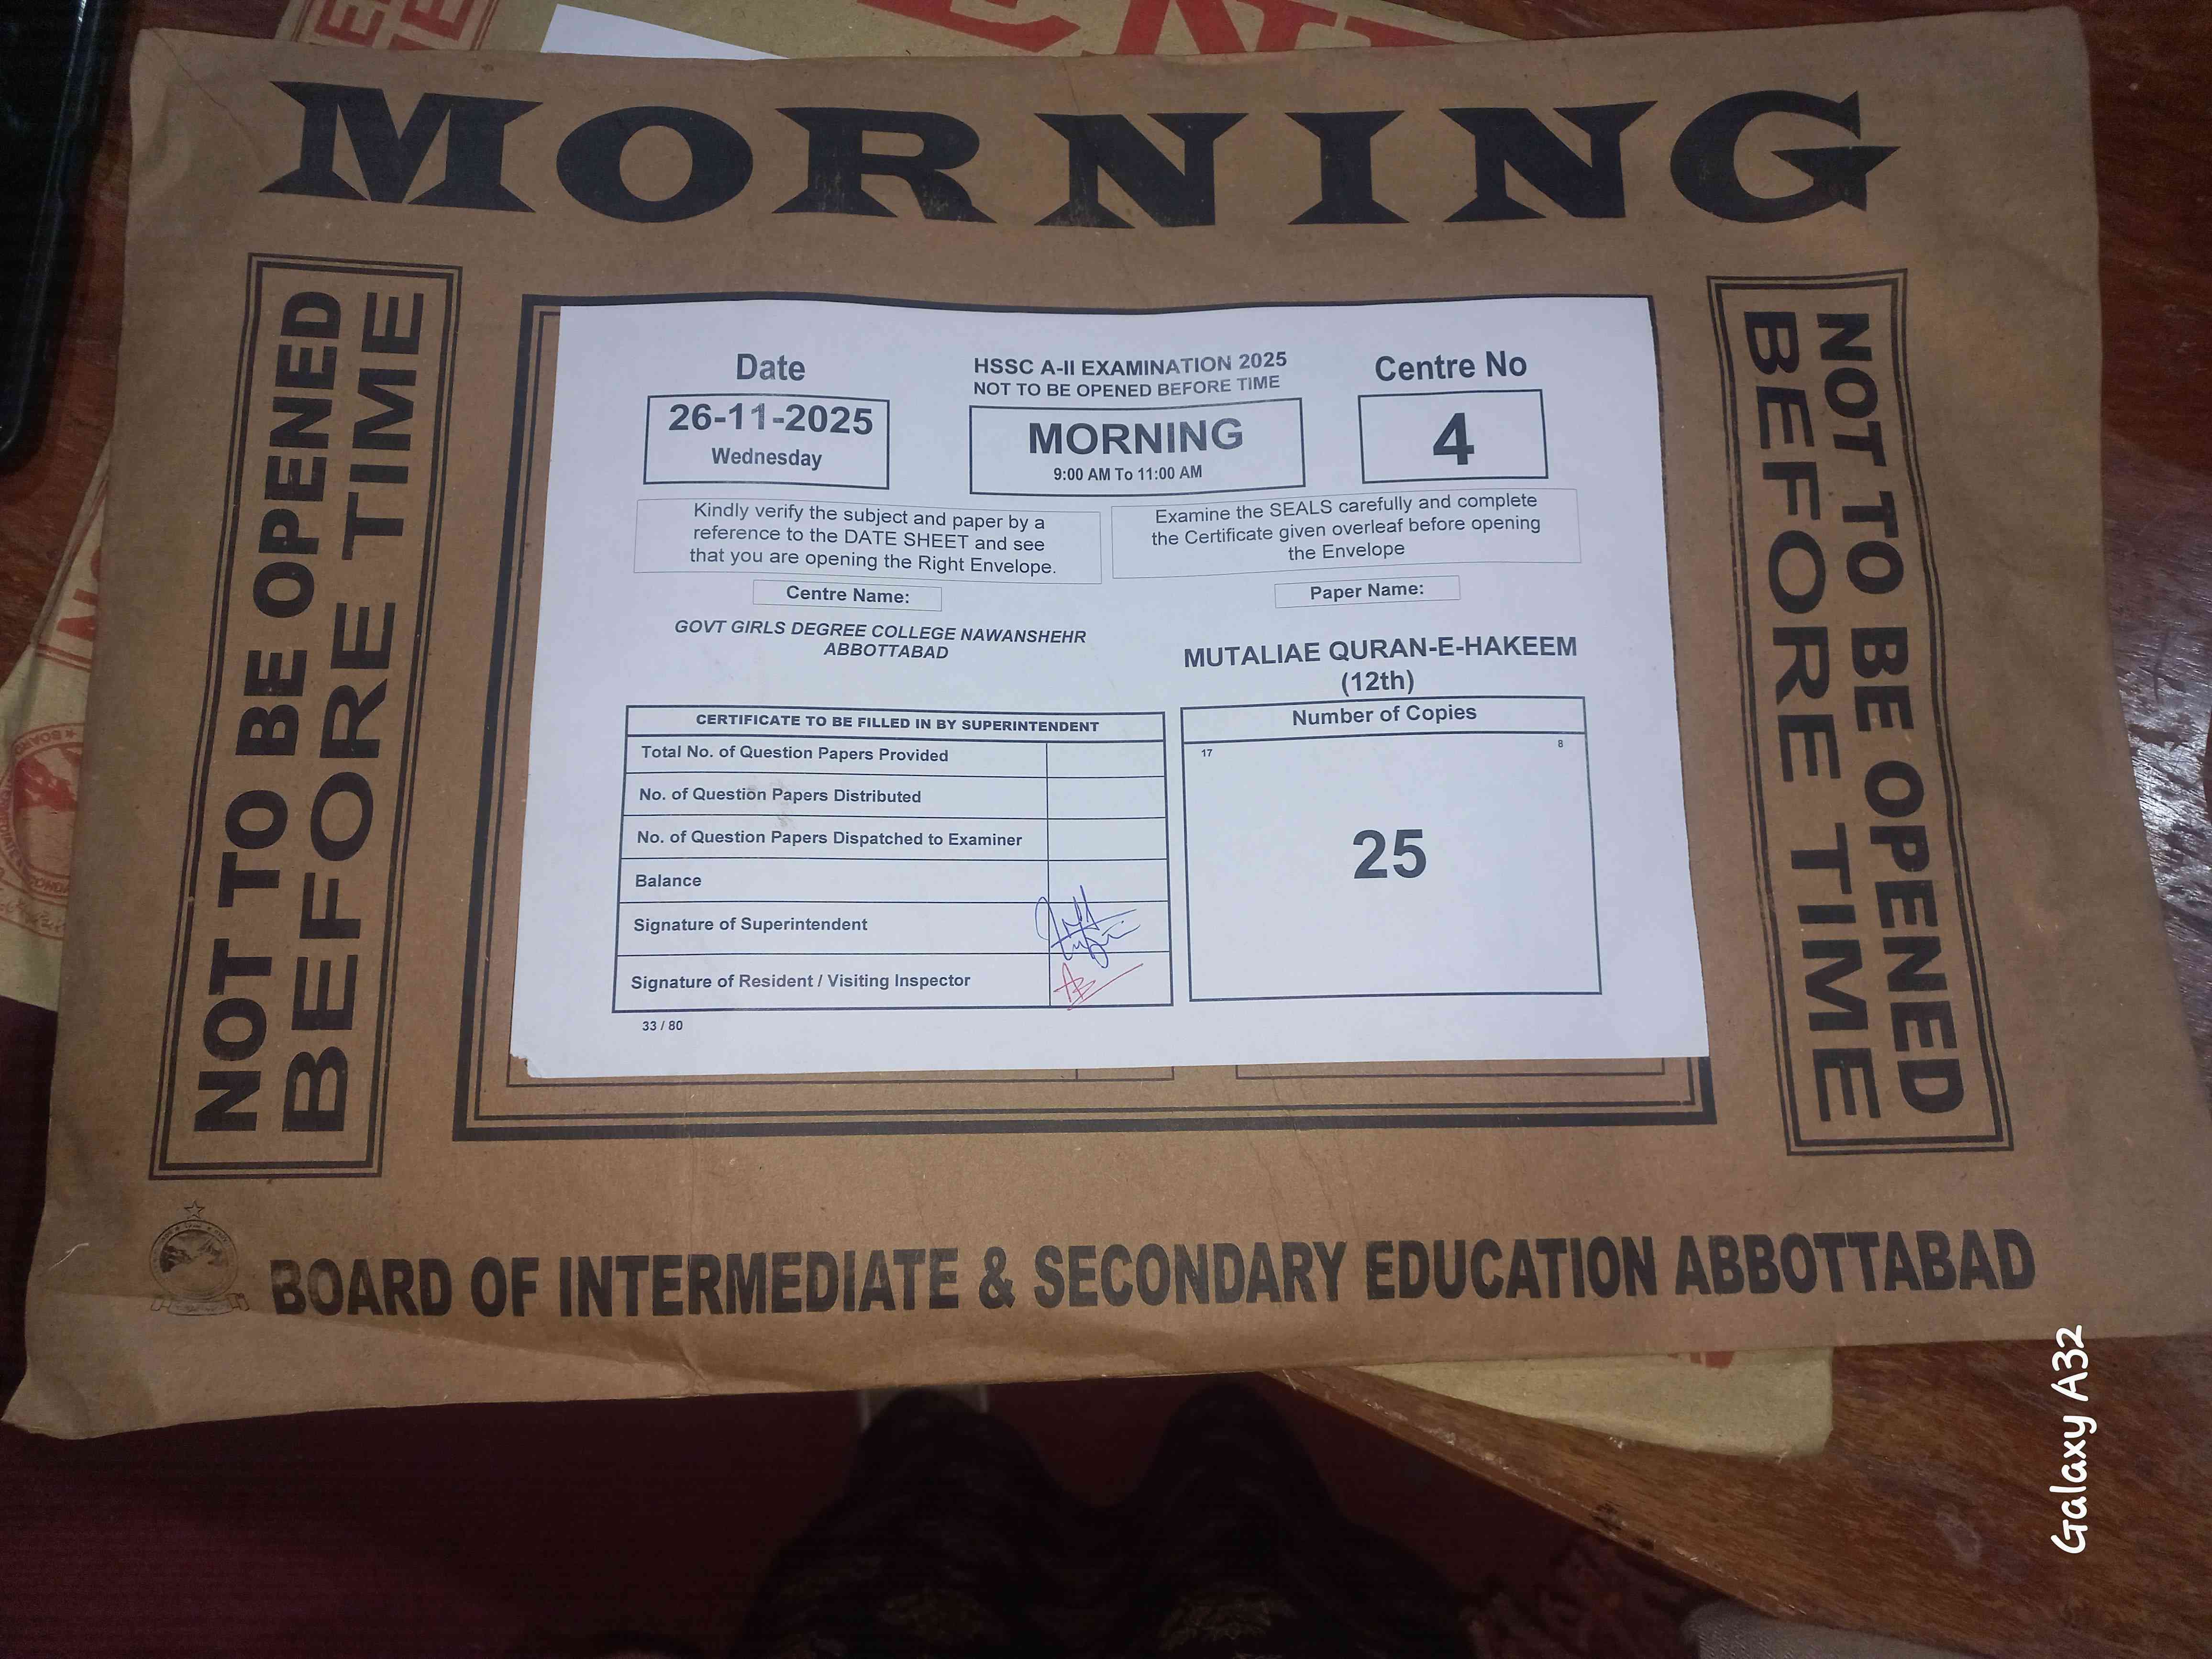 MORNING
NOT TO BE OPENED
BEFORE TIME
Date
26-11-2025
Wednesday
HSSC A-II EXAMINATION 2025
NOT TO BE OPENED BEFORE TIME
MORNING
9:00 AM To 11:00 AM
Centre No
4
Kindly verify the subject and paper by a
reference to the DATE SHEET and see
that you are opening the Right Envelope.
Examine the SEALS carefully and complete
the Certificate given overleaf before opening
the Envelope
Centre Name:
GOVT GIRLS DEGREE COLLEGE NAWANSHEHR
ABBOTTABAD
Paper Name:
MUTALIAE QURAN-E-HAKEEM
(12th)
CERTIFICATE TO BE FILLED IN BY SUPERINTENDENT
Total No. of Question Papers Provided
No. of Question Papers Distributed
No. of Question Papers Dispatched to Examiner
Balance
Signature of Superintendent
Signature of Resident / Visiting Inspector
33 / 80
Number of Copies
17 8
25
NOT TO BE OPENED
BEFORE TIME
BOARD OF INTERMEDIATE & SECONDARY EDUCATION ABBOTTABAD
Galaxy A32